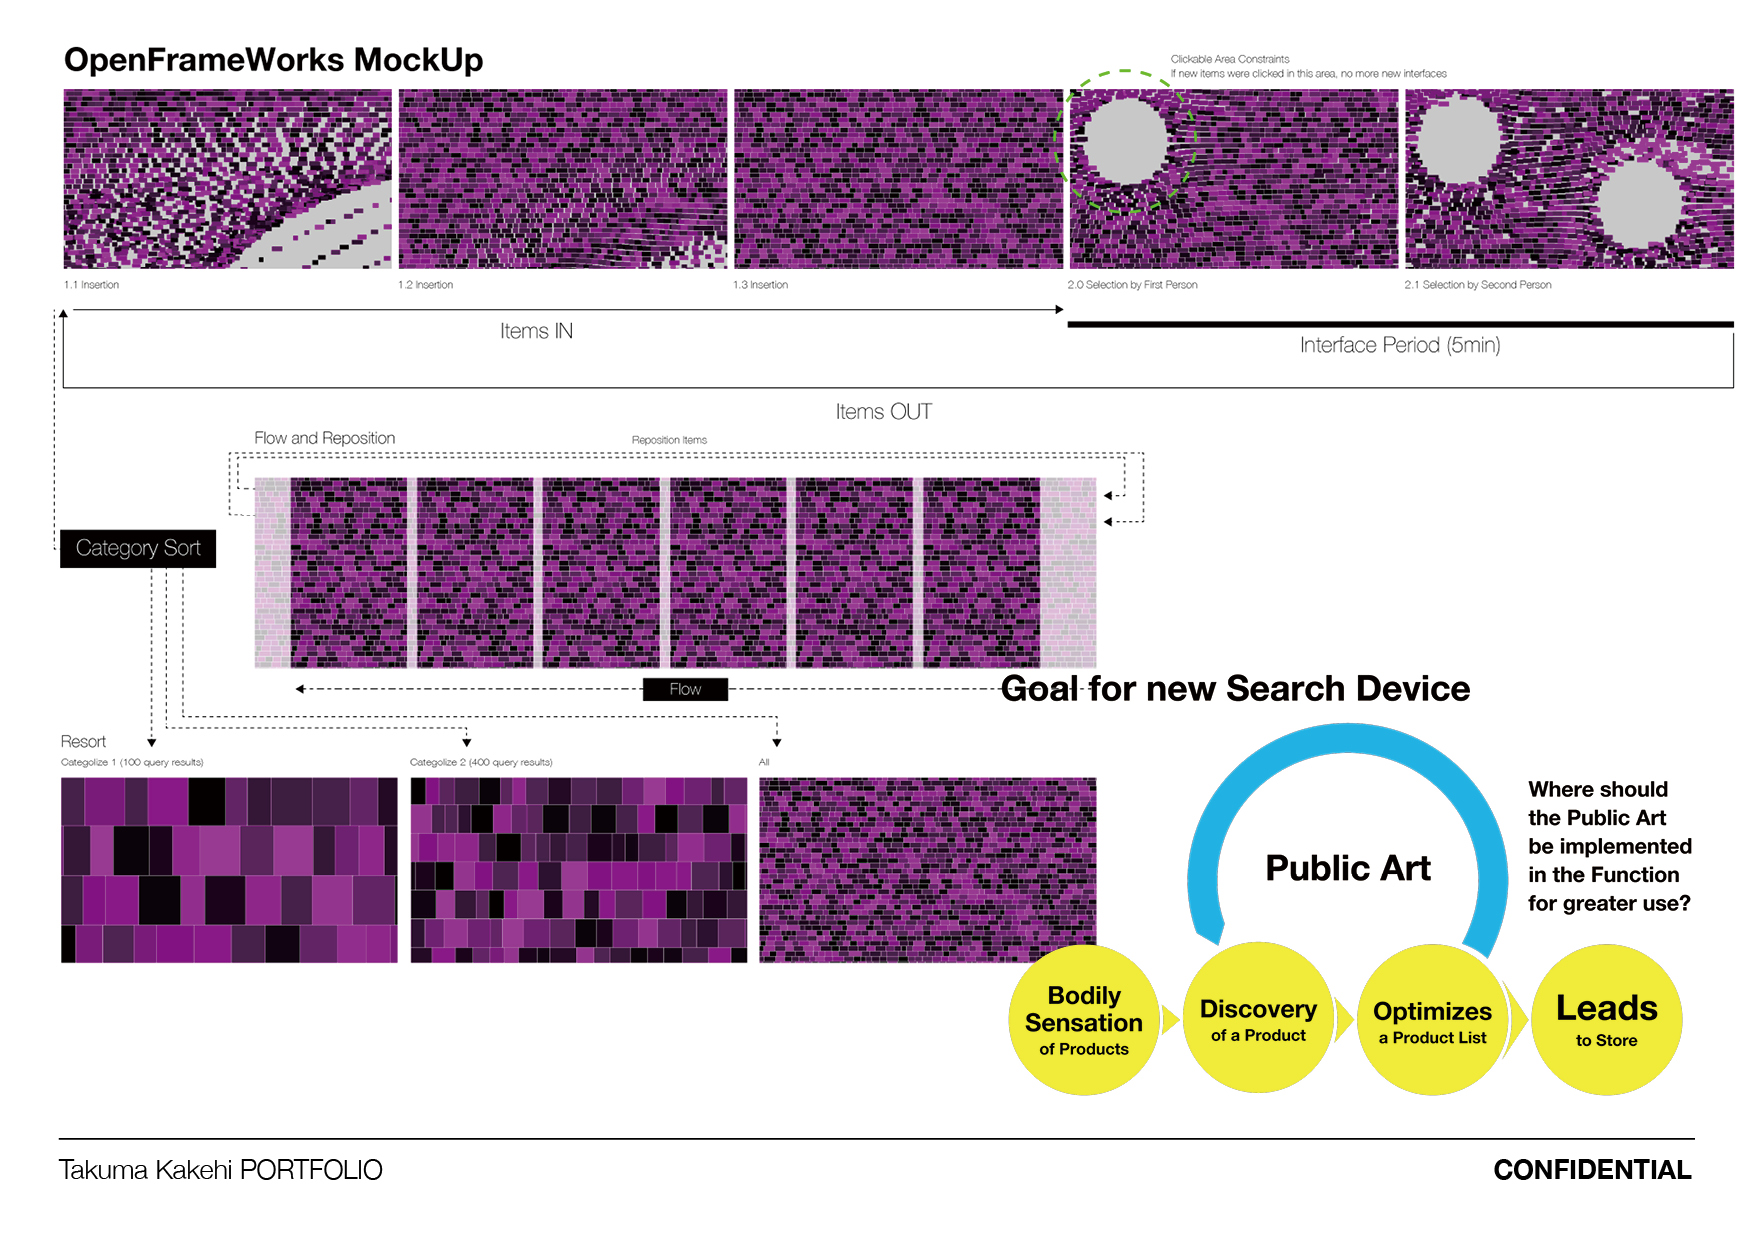 OpenFrameWorks MockUp
Clickable Area Constraints
If new items were clicked in this area, no more new interfaces
1.1 Insertion
1.2 Insertion
1.3 Insertion
2.0 Selection by First Person
2.1 Selection by Second Person
Items IN
Interface Period (5min)
Items OUT
Flow and Reposition
Reposition Items
Category Sort
Flow
Goal for new Search Device
Resort
Categolize 1 (100 query results)
Categolize 2 (400 query results)
All
Where should
the Public Art
be implemented
in the Function
for greater use?
Public Art
Bodily
Sensation
of Products
Discovery
of a Product
Optimizes
a Product List
Leads
to Store
Takuma Kakehi PORTFOLIO
CONFIDENTIAL